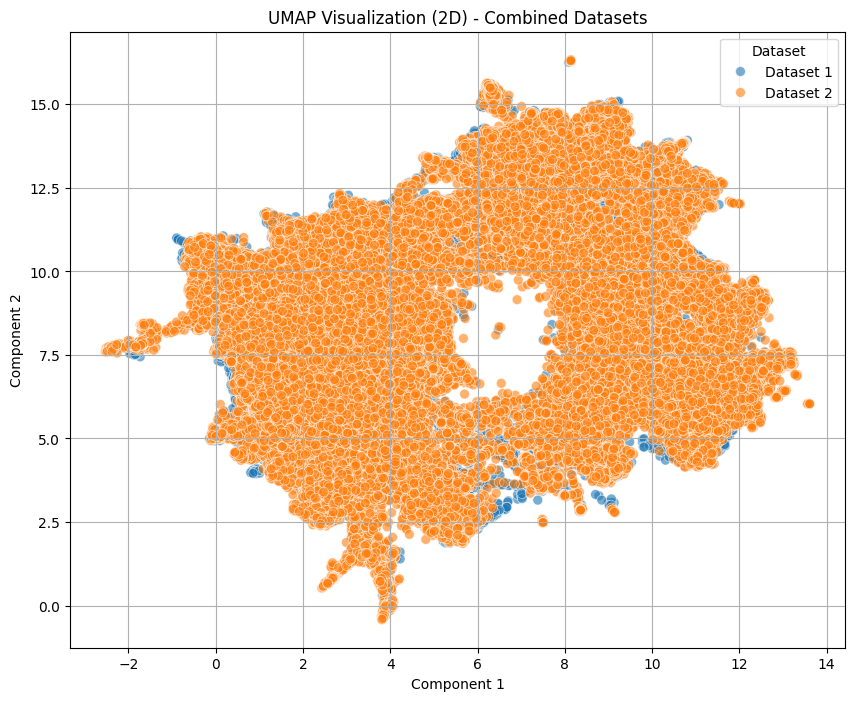 UMAP Visualization (2D) - Combined Datasets
Dataset
Dataset 1
Dataset 2
15.0
12.5
10.0
7.5
5.0
2.5
0.0
Component 2
−2
0
2
4
6
8
10
12
14
Component 1